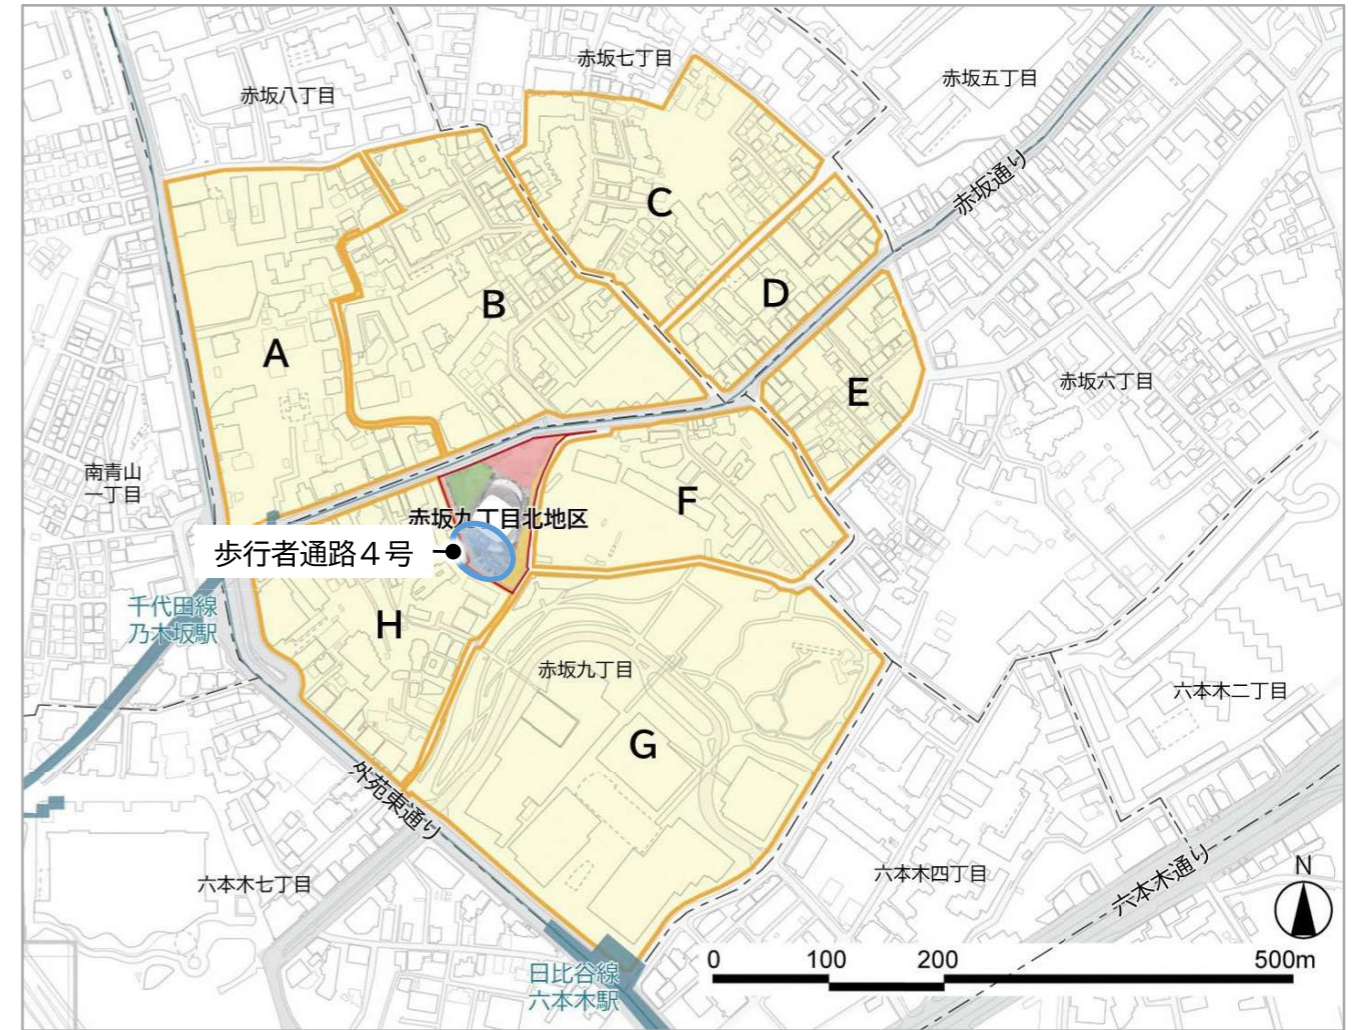 赤坂七丁目
赤坂五丁目
赤坂八丁目
赤坂通り
C
D
B
A
E
赤坂六丁目
南青山
一丁目
F
赤坂九丁目北地区
歩行者通路４号
千代田線
乃木坂駅
H
赤坂九丁目
六本木二丁目
G
外苑東通り
六本木七丁目
六本木四丁目
六本木通り
N
日比谷線
六本木駅
0 100 200 500m